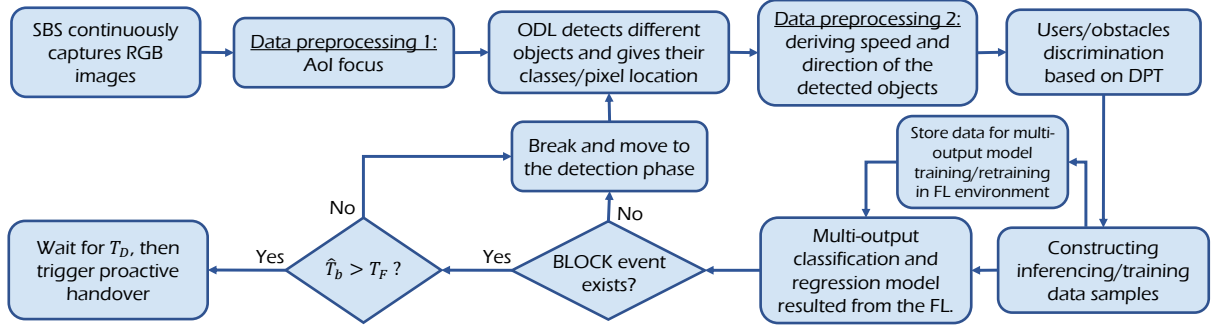 SBS continuously
captures RGB
images
Data preprocessing 1:
AoI focus
ODL detects different
objects and gives their
classes/pixel location
Data preprocessing 2:
deriving speed and
direction of the
detected objects
Users/obstacles
discrimination
based on DPT
Store data for multi-
output model
training/retraining
in FL environment
Constructing
inferencing/training
data samples
Multi-output
classification and
regression model
resulted from the FL.
BLOCK event
exists?
No
Yes
Break and move to
the detection phase
T̂_b > T_F ?
No
Yes
Wait for T_D, then
trigger proactive
handover